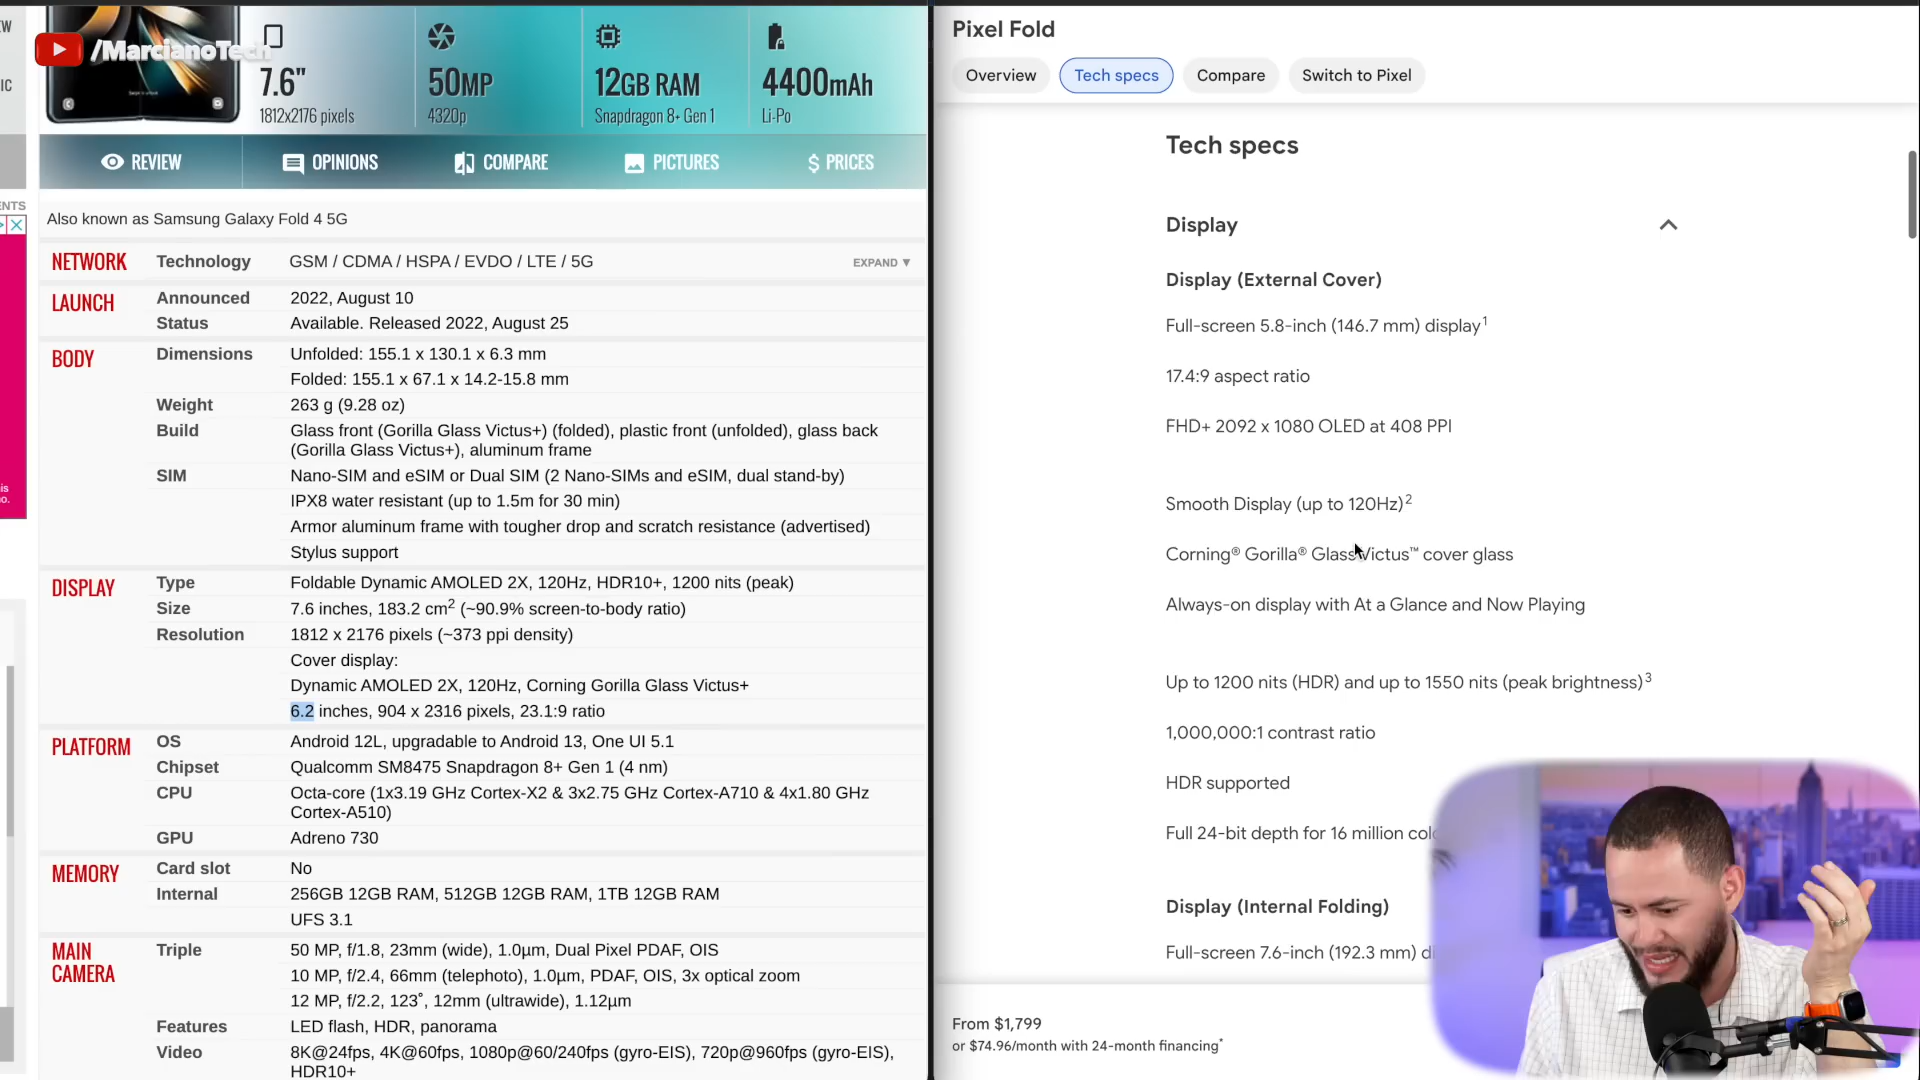 /MarcianoTech
7.6"
1812x2176 pixels
50MP
4320p
12GB RAM
Snapdragon 8+ Gen 1
4400mAh
Li-Po
REVIEW
OPINIONS
COMPARE
PICTURES
$ PRICES
Also known as Samsung Galaxy Fold 4 5G
NETWORK Technology GSM / CDMA / HSPA / EVDO / LTE / 5G EXPAND ▼
LAUNCH Announced 2022, August 10
Status Available. Released 2022, August 25
BODY Dimensions Unfolded: 155.1 x 130.1 x 6.3 mm
Folded: 155.1 x 67.1 x 14.2-15.8 mm
Weight 263 g (9.28 oz)
Build Glass front (Gorilla Glass Victus+) (folded), plastic front (unfolded), glass back
(Gorilla Glass Victus+), aluminum frame
SIM Nano-SIM and eSIM or Dual SIM (2 Nano-SIMs and eSIM, dual stand-by)
IPX8 water resistant (up to 1.5m for 30 min)
Armor aluminum frame with tougher drop and scratch resistance (advertised)
Stylus support
DISPLAY Type Foldable Dynamic AMOLED 2X, 120Hz, HDR10+, 1200 nits (peak)
Size 7.6 inches, 183.2 cm2 (~90.9% screen-to-body ratio)
Resolution 1812 x 2176 pixels (~373 ppi density)
Cover display:
Dynamic AMOLED 2X, 120Hz, Corning Gorilla Glass Victus+
6.2 inches, 904 x 2316 pixels, 23.1:9 ratio
PLATFORM OS Android 12L, upgradable to Android 13, One UI 5.1
Chipset Qualcomm SM8475 Snapdragon 8+ Gen 1 (4 nm)
CPU Octa-core (1x3.19 GHz Cortex-X2 & 3x2.75 GHz Cortex-A710 & 4x1.80 GHz
Cortex-A510)
GPU Adreno 730
MEMORY Card slot No
Internal 256GB 12GB RAM, 512GB 12GB RAM, 1TB 12GB RAM
UFS 3.1
MAIN CAMERA Triple 50 MP, f/1.8, 23mm (wide), 1.0µm, Dual Pixel PDAF, OIS
10 MP, f/2.4, 66mm (telephoto), 1.0µm, PDAF, OIS, 3x optical zoom
12 MP, f/2.2, 123˚, 12mm (ultrawide), 1.12µm
Features LED flash, HDR, panorama
Video 8K@24fps, 4K@60fps, 1080p@60/240fps (gyro-EIS), 720p@960fps (gyro-EIS),
HDR10+
Pixel Fold
Overview
Tech specs
Compare
Switch to Pixel
Tech specs
Display
Display (External Cover)
Full-screen 5.8-inch (146.7 mm) display1
17.4:9 aspect ratio
FHD+ 2092 x 1080 OLED at 408 PPI
Smooth Display (up to 120Hz)2
Corning® Gorilla® Glass Victus™ cover glass
Always-on display with At a Glance and Now Playing
Up to 1200 nits (HDR) and up to 1550 nits (peak brightness)3
1,000,000:1 contrast ratio
HDR supported
Full 24-bit depth for 16 million
Display (Internal Folding)
Full-screen 7.6-inch (192.3 mm)
From $1,799
or $74.96/month with 24-month financing*